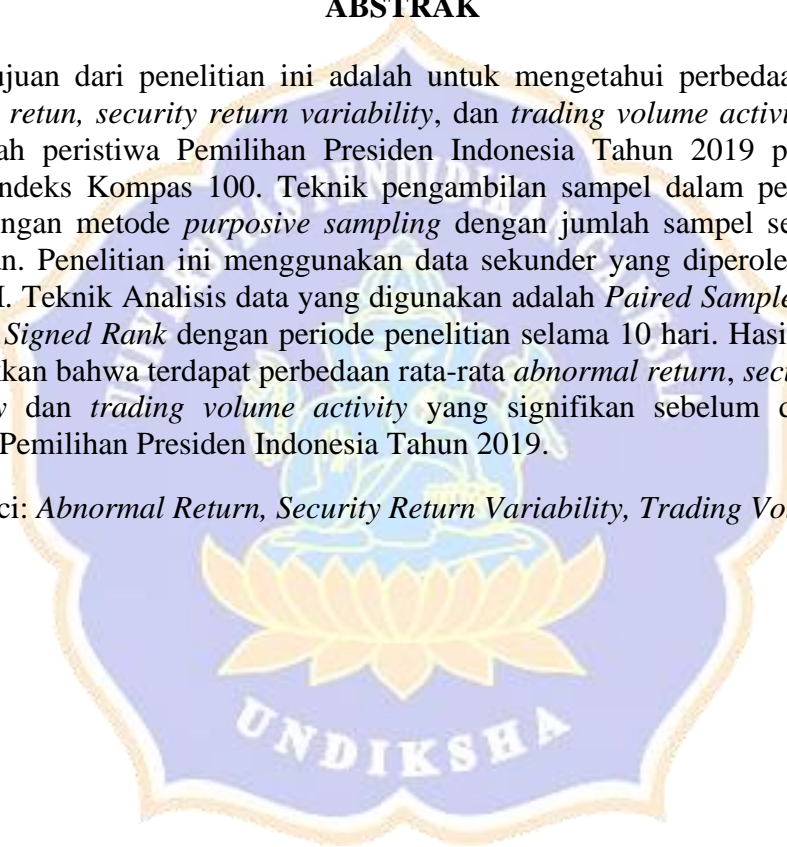 ABSTRAK
ujuan dari penelitian ini adalah untuk mengetahui perbedaa
retun, security return variability, dan trading volume activi
ah peristiwa Pemilihan Presiden Indonesia Tahun 2019 p
ndeks Kompas 100. Teknik pengambilan sampel dalam pe
ngan metode purposive sampling dengan jumlah sampel se
an. Penelitian ini menggunakan data sekunder yang diperole
I. Teknik Analisis data yang digunakan adalah Paired Sample
Signed Rank dengan periode penelitian selama 10 hari. Hasi
kkan bahwa terdapat perbedaan rata-rata abnormal return, secu
y dan trading volume activity yang signifikan sebelum d
Pemilihan Presiden Indonesia Tahun 2019.
ci: Abnormal Return, Security Return Variability, Trading Vo
UNDIKSHA